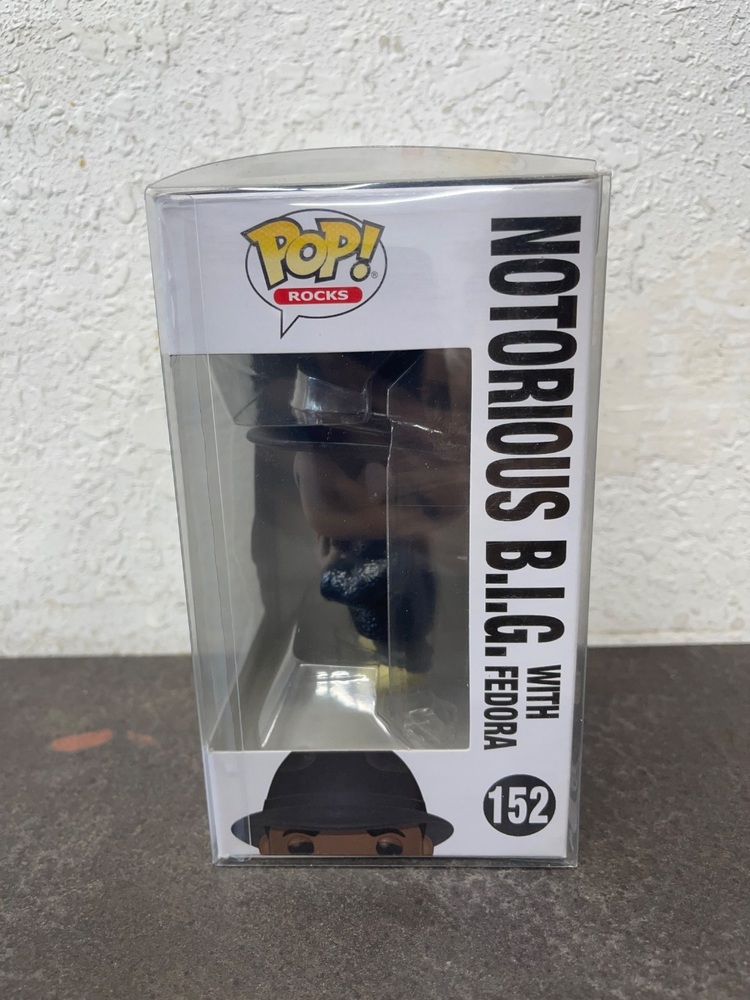 POP!
ROCKS
NOTORIOUS B.I.G. WITH
FEDORA
152